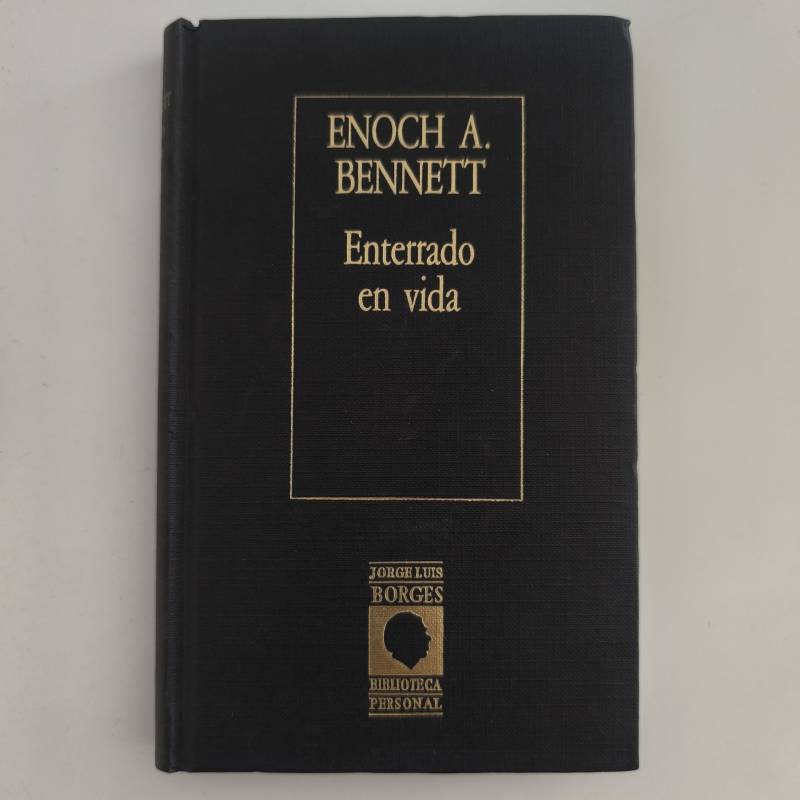 ENOCH A.
BENNETT
Enterrado
en vida
JORGE LUIS
BORGES
BIBLIOTECA
PERSONAL